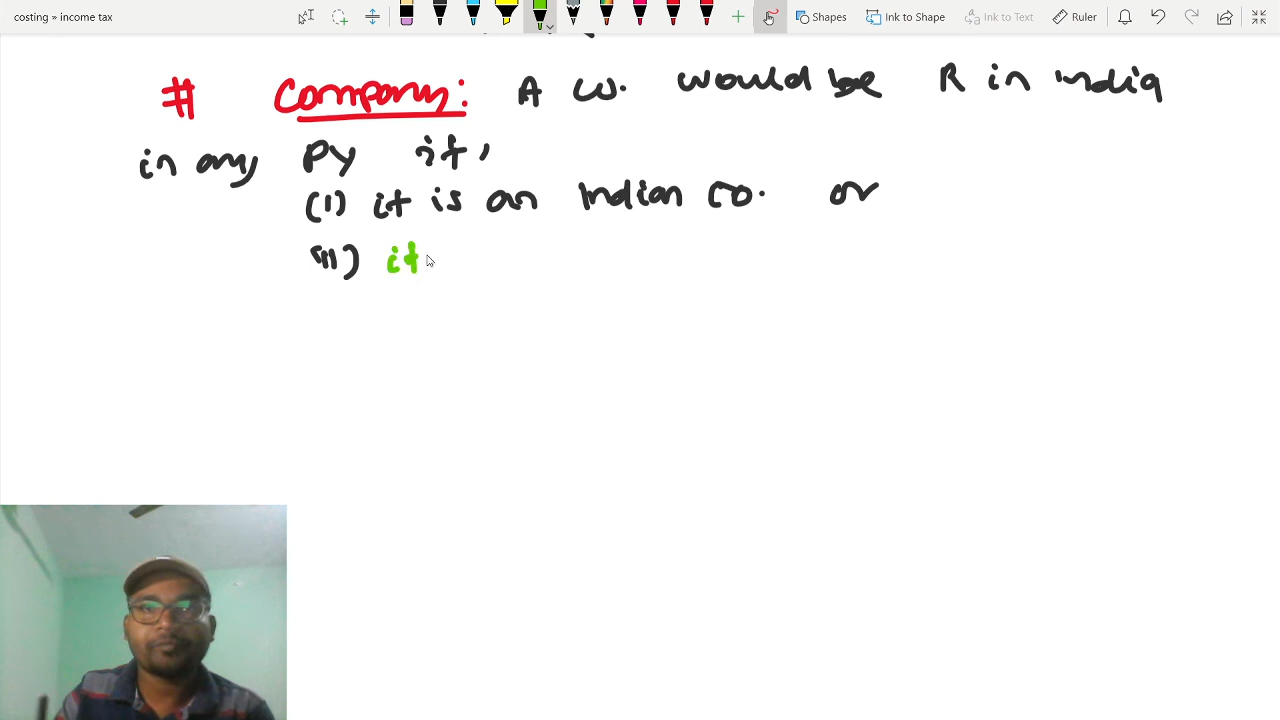 costing » income tax
Shapes Ink to Shape Ink to Text Ruler
# Company: A co. would be R in India
in any PY if,
(i) it is an Indian co. or
(ii) it